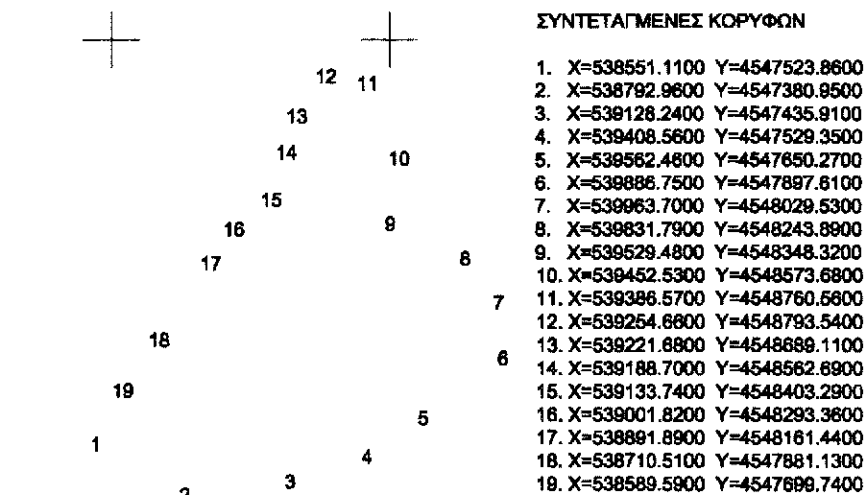 ΣΥΝΤΕΤΑΓΜΕΝΕΣ ΚΟΡΥΦΩΝ
1. X=538551.1100 Y=4547523.8600
2. X=538792.9600 Y=4547380.9500
3. X=539128.2400 Y=4547435.9100
4. X=539408.5600 Y=4547529.3500
5. X=539562.4600 Y=4547650.2700
6. X=539886.7500 Y=4547897.6100
7. X=539963.7000 Y=4548029.5300
8. X=539831.7900 Y=4548243.8900
9. X=539529.4800 Y=4548348.3200
10. X=539452.5300 Y=4548573.6800
11. X=539386.5700 Y=4548760.5600
12. X=539254.6600 Y=4548793.5400
13. X=539221.6800 Y=4548689.1100
14. X=539188.7000 Y=4548562.6900
15. X=539133.7400 Y=4548403.2900
16. X=539001.8200 Y=4548293.3600
17. X=538891.8900 Y=4548161.4400
18. X=538710.5100 Y=4547881.1300
19. X=538589.5900 Y=4547699.7400
12 11
13
14 10
15
16 9
17 8
7
18 6
19
5
1 4
3
2